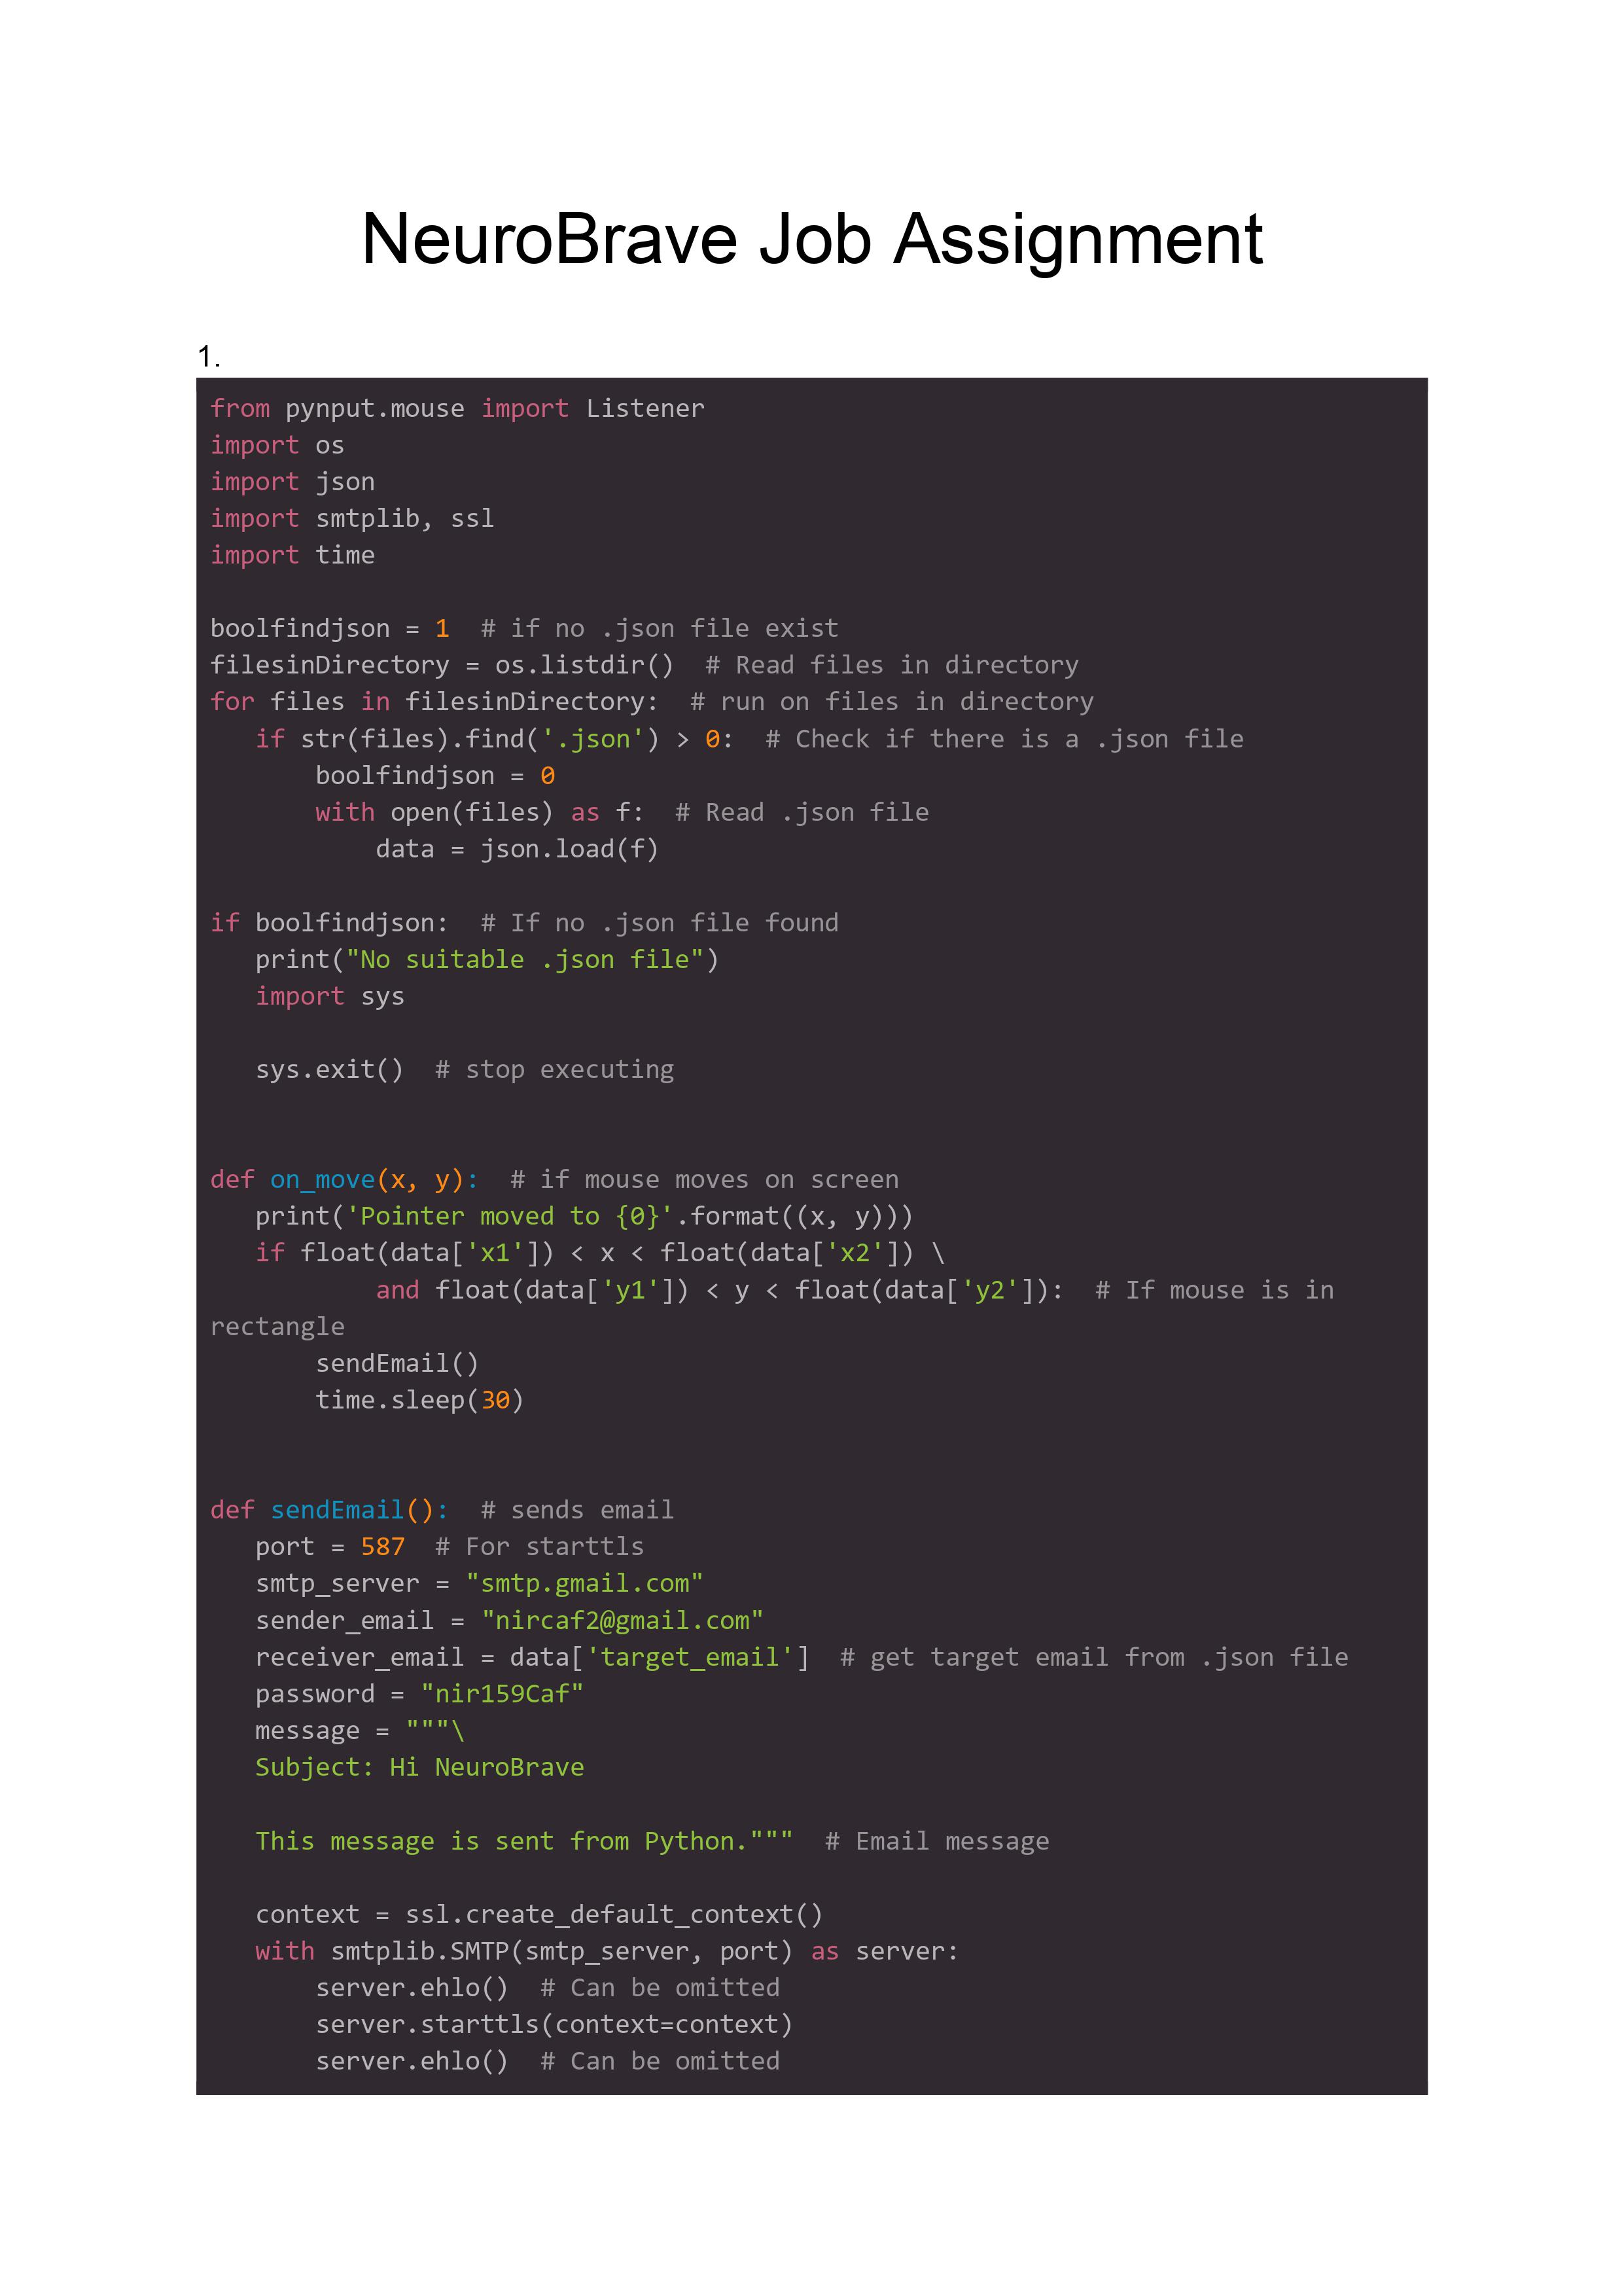 NeuroBrave Job Assignment
1.
from pynput.mouse import Listener
import os
import json
import smtplib, ssl
import time
boolfindjson = 1  # if no .json file exist
filesinDirectory = os.listdir()  # Read files in directory
for files in filesinDirectory:  # run on files in directory
   if str(files).find('.json') > 0:  # Check if there is a .json file
       boolfindjson = 0
       with open(files) as f:  # Read .json file
           data = json.load(f)
if boolfindjson:  # If no .json file found
   print("No suitable .json file")
   import sys
   sys.exit()  # stop executing
def on_move(x, y):  # if mouse moves on screen
   print('Pointer moved to {0}'.format((x, y)))
   if float(data['x1']) < x < float(data['x2']) \
           and float(data['y1']) < y < float(data['y2']):  # If mouse is in
rectangle
       sendEmail()
       time.sleep(30)
def sendEmail():  # sends email
   port = 587  # For starttls
   smtp_server = "smtp.gmail.com"
   sender_email = "nircaf2@gmail.com"
   receiver_email = data['target_email']  # get target email from .json file
   password = "nir159Caf"
   message = """\
   Subject: Hi NeuroBrave
   This message is sent from Python."""  # Email message
   context = ssl.create_default_context()
   with smtplib.SMTP(smtp_server, port) as server:
       server.ehlo()  # Can be omitted
       server.starttls(context=context)
       server.ehlo()  # Can be omitted